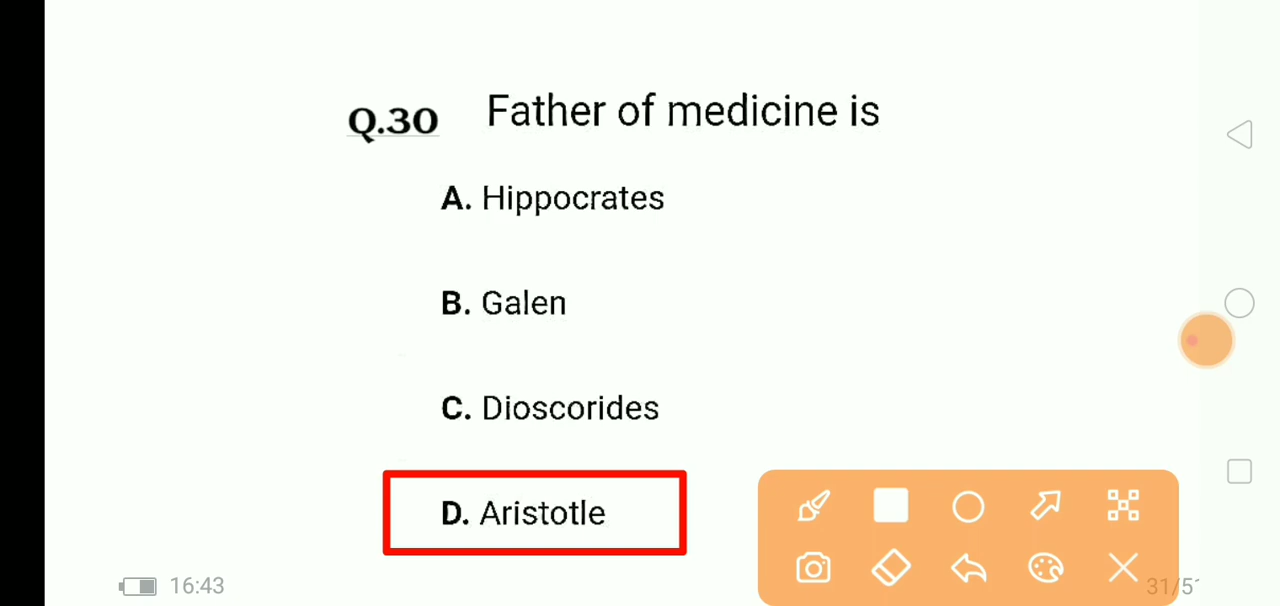 Q.30 Father of medicine is
A. Hippocrates
B. Galen
C. Dioscorides
D. Aristotle
16:43